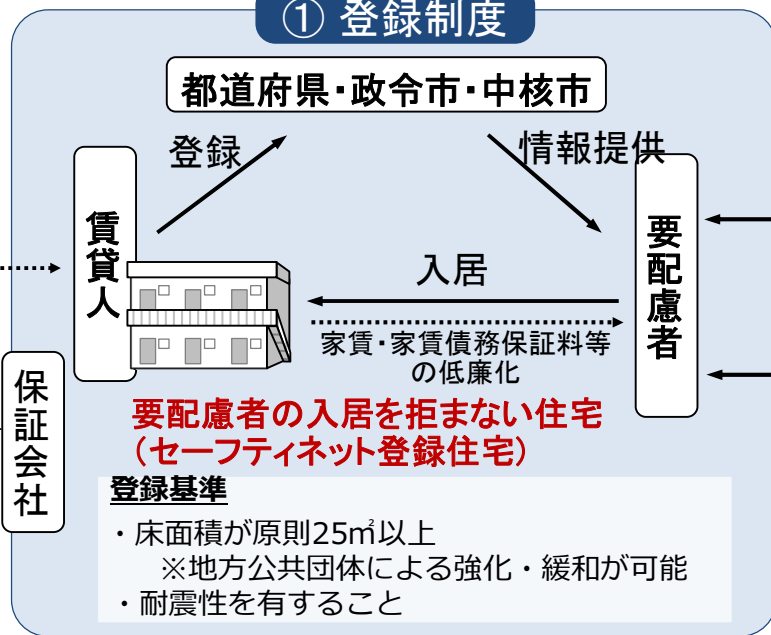 ① 登録制度
都道府県・政令市・中核市
登録
情報提供
賃貸人
要配慮者
入居
家賃・家賃債務保証料等
の低廉化
保証会社
要配慮者の入居を拒まない住宅
（セーフティネット登録住宅）
登録基準
・床面積が原則25㎡以上
※地方公共団体による強化・緩和が可能
・耐震性を有すること